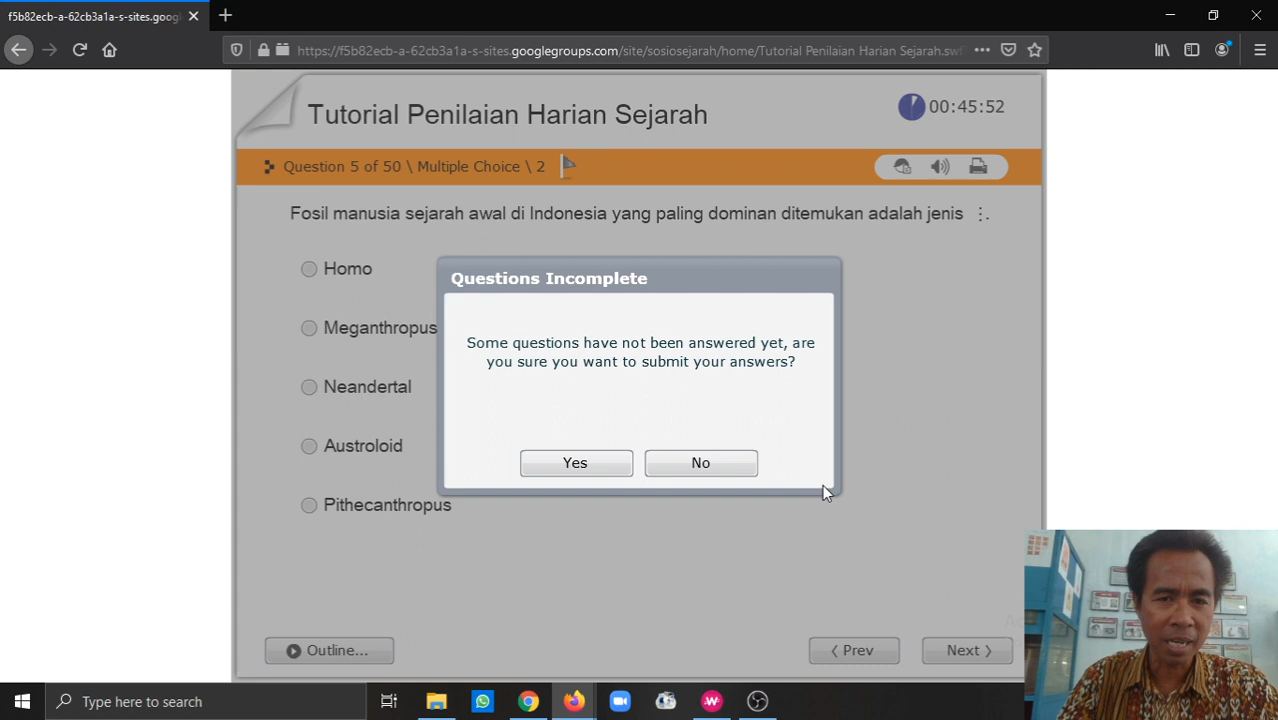 f5b82ecb-a-62cb3a1a-s-sites.goog
https://f5b82ecb-a-62cb3a1a-s-sites.googlegroups.com/site/sosiosejarah/home/Tutorial Penilaian Harian Sejarah.swf
Tutorial Penilaian Harian Sejarah
00:45:52
Question 5 of 50 \ Multiple Choice \ 2
Fosil manusia sejarah awal di Indonesia yang paling dominan ditemukan adalah jenis ….
Homo
Meganthropus
Neandertal
Austroloid
Pithecanthropus
Questions Incomplete
Some questions have not been answered yet, are
you sure you want to submit your answers?
Yes
No
Outline...
Prev
Next
Type here to search